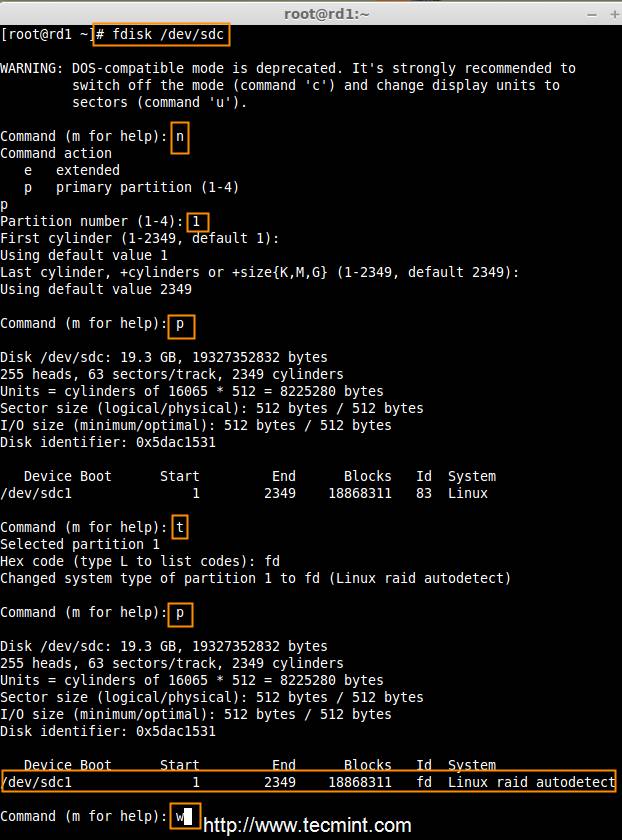 root@rd1:~
[root@rd1 ~]# fdisk /dev/sdc
WARNING: DOS-compatible mode is deprecated. It's strongly recommended to
switch off the mode (command 'c') and change display units to
sectors (command 'u').
Command (m for help): n
Command action
e   extended
p   primary partition (1-4)
p
Partition number (1-4): 1
First cylinder (1-2349, default 1):
Using default value 1
Last cylinder, +cylinders or +size{K,M,G} (1-2349, default 2349):
Using default value 2349
Command (m for help): p
Disk /dev/sdc: 19.3 GB, 19327352832 bytes
255 heads, 63 sectors/track, 2349 cylinders
Units = cylinders of 16065 * 512 = 8225280 bytes
Sector size (logical/physical): 512 bytes / 512 bytes
I/O size (minimum/optimal): 512 bytes / 512 bytes
Disk identifier: 0x5dac1531
Device Boot      Start         End      Blocks   Id  System
/dev/sdc1               1        2349    18868311   83  Linux
Command (m for help): t
Selected partition 1
Hex code (type L to list codes): fd
Changed system type of partition 1 to fd (Linux raid autodetect)
Command (m for help): p
Disk /dev/sdc: 19.3 GB, 19327352832 bytes
255 heads, 63 sectors/track, 2349 cylinders
Units = cylinders of 16065 * 512 = 8225280 bytes
Sector size (logical/physical): 512 bytes / 512 bytes
I/O size (minimum/optimal): 512 bytes / 512 bytes
Disk identifier: 0x5dac1531
Device Boot      Start         End      Blocks   Id  System
/dev/sdc1               1        2349    18868311   fd  Linux raid autodetect
Command (m for help): w
http://www.tecmint.com